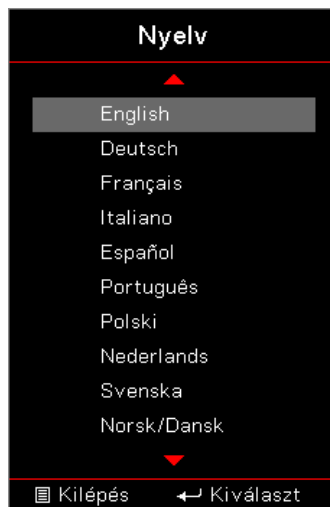 Nyelv
English
Deutsch
Français
Italiano
Español
Português
Polski
Nederlands
Svenska
Norsk/Dansk
Kilépés Kiválaszt